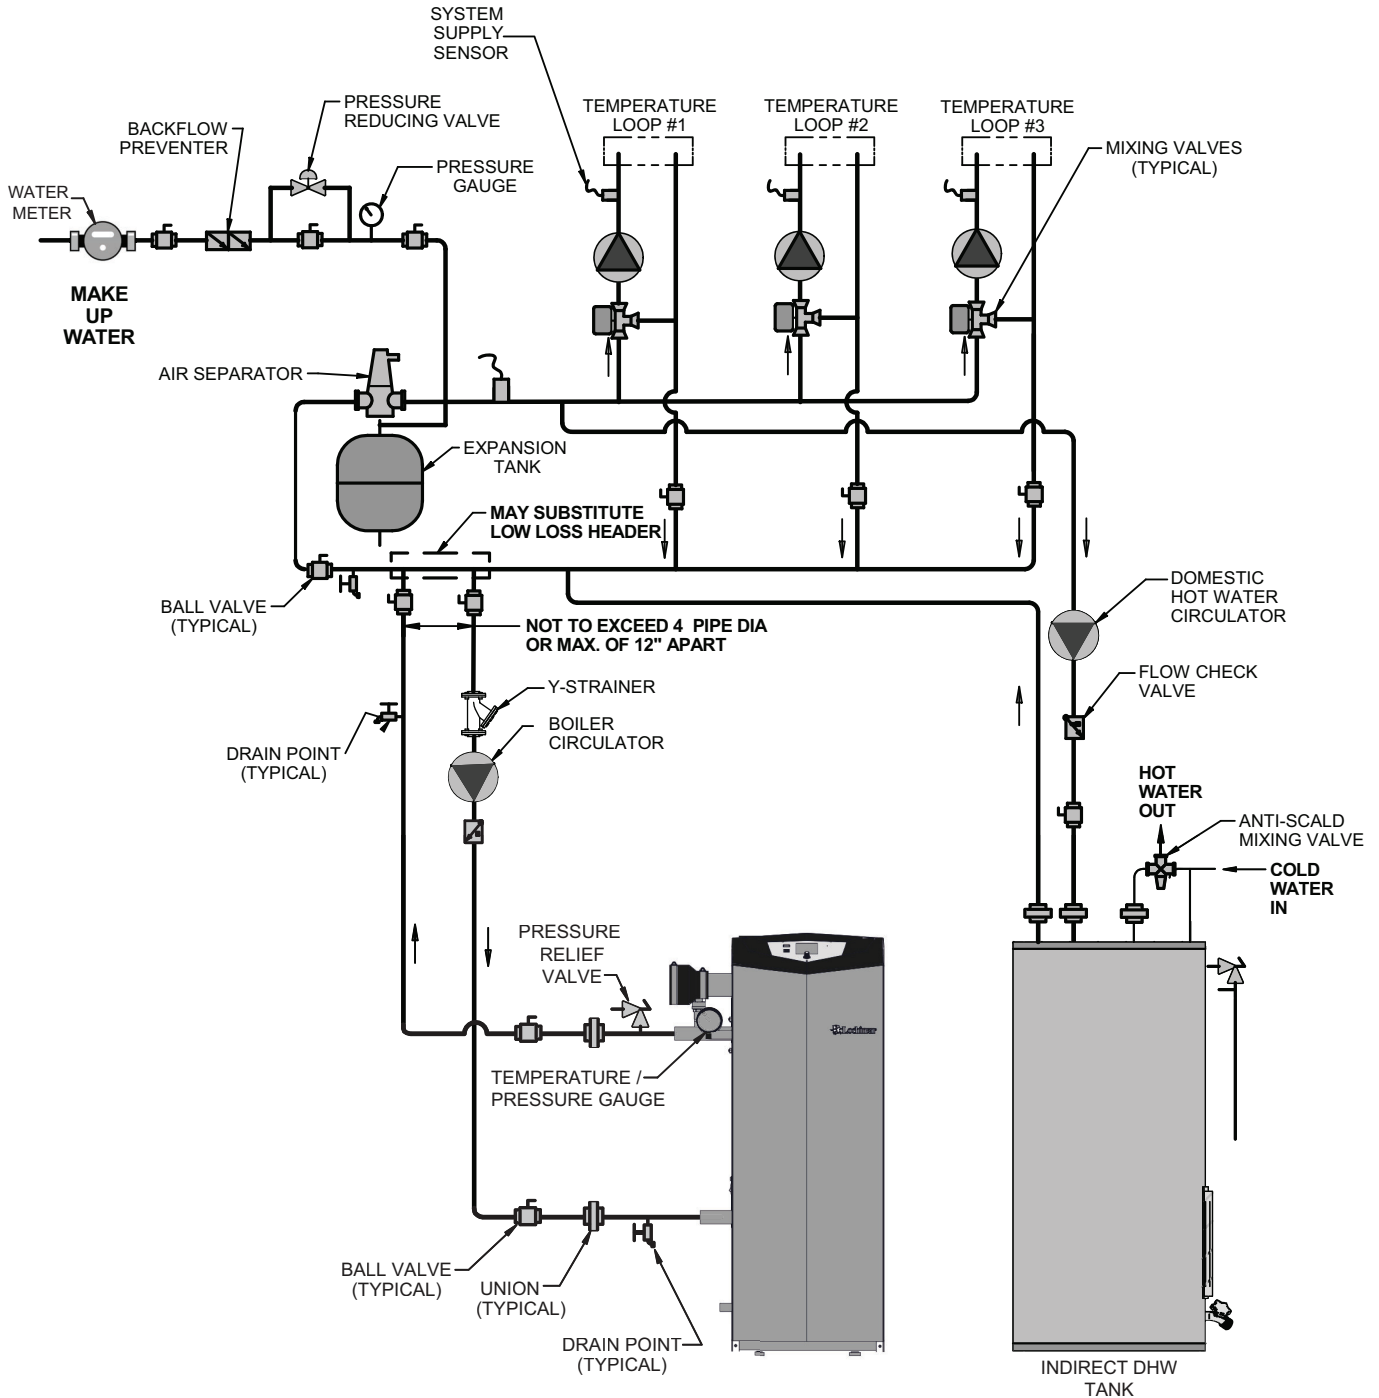 SYSTEM
SUPPLY
SENSOR
PRESSURE
REDUCING VALVE
BACKFLOW
PREVENTER
PRESSURE
GAUGE
WATER
METER
TEMPERATURE
LOOP #1
TEMPERATURE
LOOP #2
TEMPERATURE
LOOP #3
MIXING VALVES
(TYPICAL)
MAKE
UP
WATER
AIR SEPARATOR
EXPANSION
TANK
MAY SUBSTITUTE
LOW LOSS HEADER
BALL VALVE
(TYPICAL)
NOT TO EXCEED 4 PIPE DIA
OR MAX. OF 12" APART
DOMESTIC
HOT WATER
CIRCULATOR
Y-STRAINER
FLOW CHECK
VALVE
BOILER
CIRCULATOR
DRAIN POINT
(TYPICAL)
HOT
WATER
OUT
ANTI-SCALD
MIXING VALVE
COLD
WATER
IN
PRESSURE
RELIEF
VALVE
Lochinvar
TEMPERATURE /
PRESSURE GAUGE
BALL VALVE
(TYPICAL)
UNION
(TYPICAL)
DRAIN POINT
(TYPICAL)
INDIRECT DHW
TANK